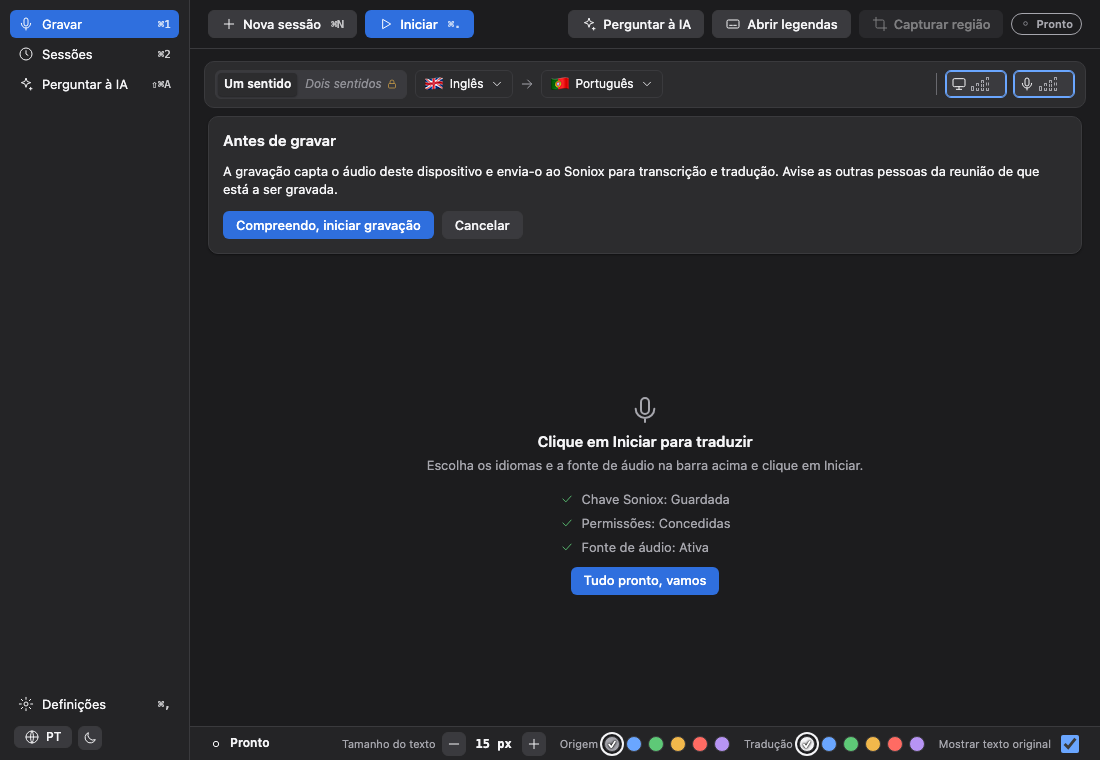 Gravar ⌘1
Sessões ⌘2
Perguntar à IA ⇧⌘A
Nova sessão ⌘N
Iniciar ⌘.
Perguntar à IA
Abrir legendas
Capturar região
Pronto
Um sentido
Dois sentidos
Inglês
Português
Antes de gravar
A gravação capta o áudio deste dispositivo e envia-o ao Soniox para transcrição e tradução. Avise as outras pessoas da reunião de que
está a ser gravada.
Compreendo, iniciar gravação
Cancelar
Clique em Iniciar para traduzir
Escolha os idiomas e a fonte de áudio na barra acima e clique em Iniciar.
Chave Soniox: Guardada
Permissões: Concedidas
Fonte de áudio: Ativa
Tudo pronto, vamos
Definições ⌘,
PT
Pronto
Tamanho do texto
15 px
Origem
Tradução
Mostrar texto original